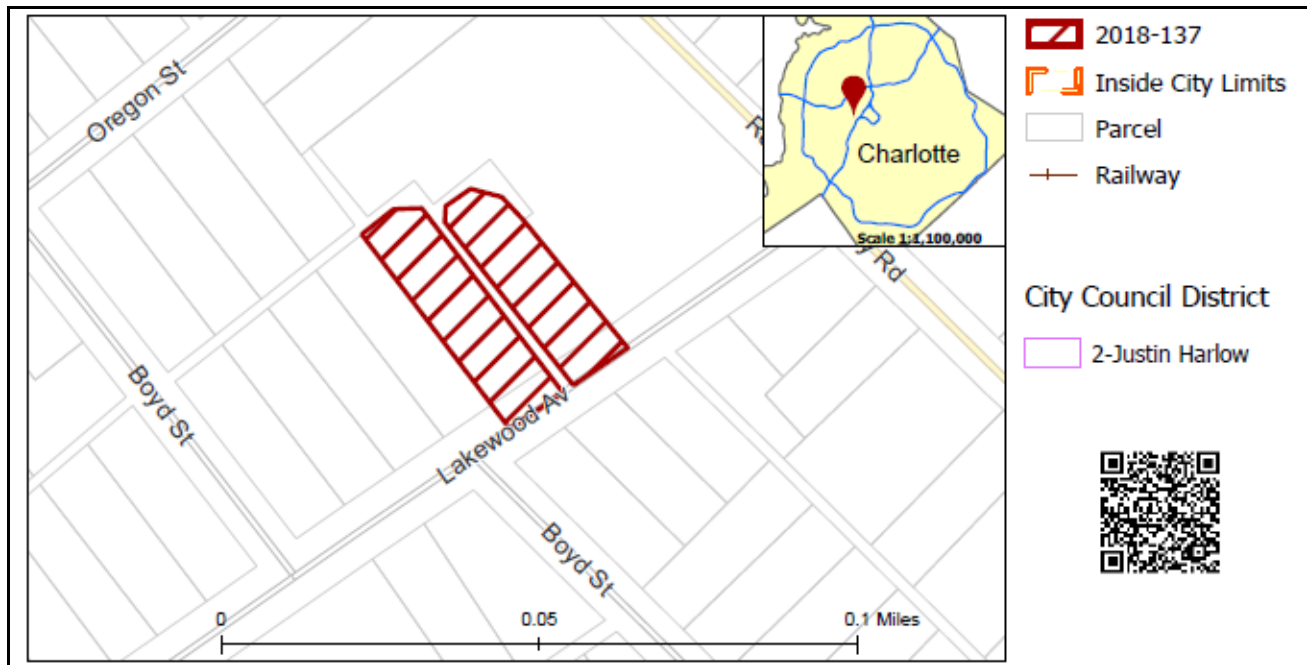 Oregon St
Boyd St
Lakewood Av
Boyd St
y Rd
Charlotte
Scale 1:1,100,000
0
0.05
0.1 Miles
2018-137
Inside City Limits
Parcel
Railway
City Council District
2-Justin Harlow